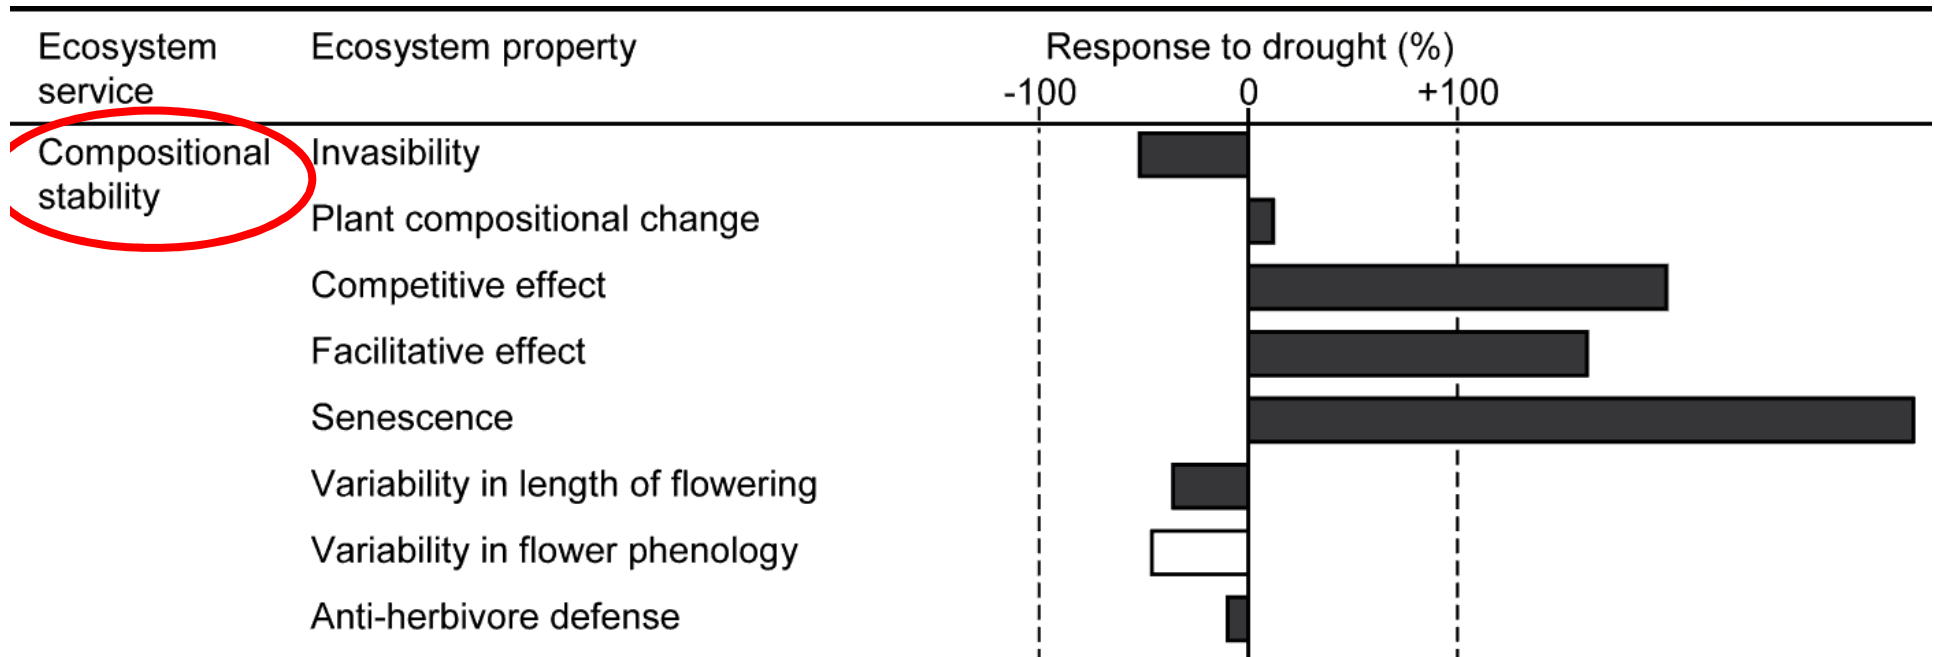 Ecosystem service
Ecosystem property
Response to drought (%)
-100 0 +100
Compositional stability
Invasibility
Plant compositional change
Competitive effect
Facilitative effect
Senescence
Variability in length of flowering
Variability in flower phenology
Anti-herbivore defense